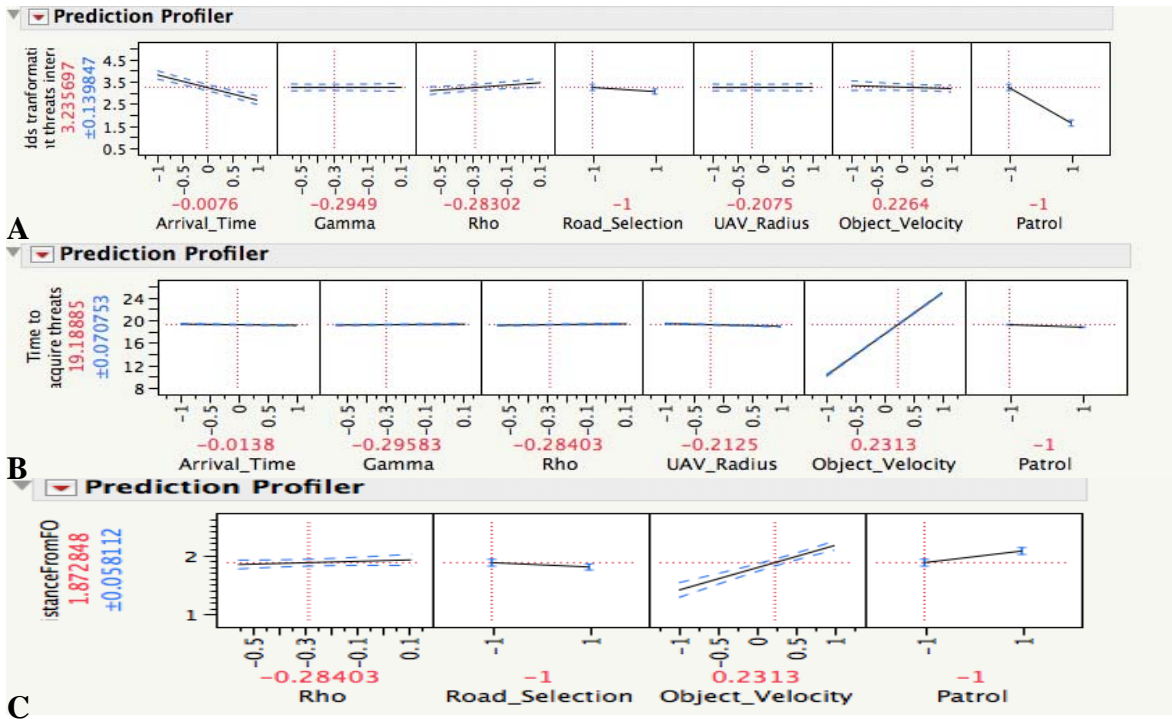 Prediction Profiler
lds tranformati
nt threats interr
3.235697
±0.139847
4.5
3.5
2.5
1.5
0.5
-1 -0.5 0 0.5 1
-0.5 -0.3 -0.1 0.1
-0.5 -0.3 -0.1 0.1
-1 1
-1 -0.5 0 0.5 1
-1 -0.5 0 0.5 1
-1 1
-0.0076 -0.2949 -0.28302 -1 -0.2075 0.2264 -1
Arrival_Time Gamma Rho Road_Selection UAV_Radius Object_Velocity Patrol
A
Prediction Profiler
Time to
acquire threats
19.18885
±0.070753
24
20
16
12
8
-1 -0.5 0 0.5 1
-0.5 -0.3 -0.1 0.1
-0.5 -0.3 -0.1 0.1
-1 -0.5 0 0.5 1
-1 -0.5 0 0.5 1
-1 1
-0.0138 -0.29583 -0.28403 -0.2125 0.2313 -1
Arrival_Time Gamma Rho UAV_Radius Object_Velocity Patrol
B
Prediction Profiler
istanceFromFO
1.872848
±0.058112
2
1
-0.5 -0.3 -0.1 0.1
-1 1
-1 -0.5 0 0.5 1
-1 1
-0.28403 -1 0.2313 -1
Rho Road_Selection Object_Velocity Patrol
C